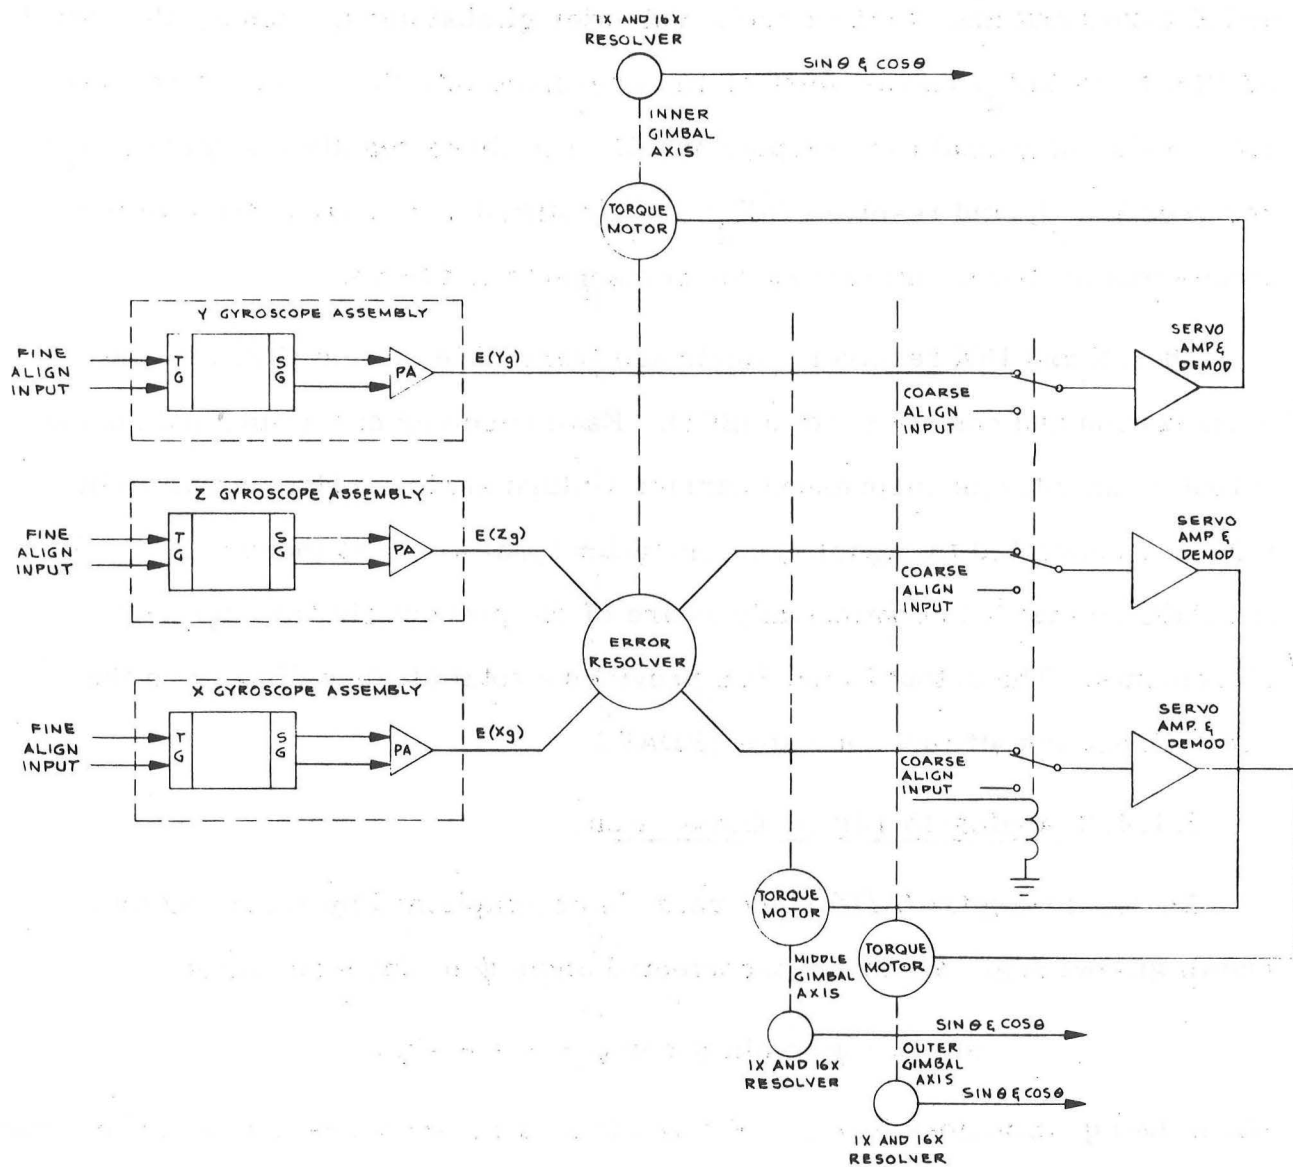 1X AND 16X
RESOLVER
SIN θ & COS θ
INNER
GIMBAL
AXIS
TORQUE
MOTOR
Y GYROSCOPE ASSEMBLY
FINE
ALIGN
INPUT
T
G
S
G
PA
E(Yg)
COARSE
ALIGN
INPUT
SERVO
AMP &
DEMOD
Z GYROSCOPE ASSEMBLY
FINE
ALIGN
INPUT
T
G
S
G
PA
E(Zg)
COARSE
ALIGN
INPUT
SERVO
AMP &
DEMOD
ERROR
RESOLVER
X GYROSCOPE ASSEMBLY
FINE
ALIGN
INPUT
T
G
S
G
PA
E(Xg)
COARSE
ALIGN
INPUT
SERVO
AMP. &
DEMOD
TORQUE
MOTOR
TORQUE
MOTOR
MIDDLE
GIMBAL
AXIS
SIN θ & COS θ
1X AND 16X
RESOLVER
OUTER
GIMBAL
AXIS
SIN θ & COS θ
1X AND 16X
RESOLVER